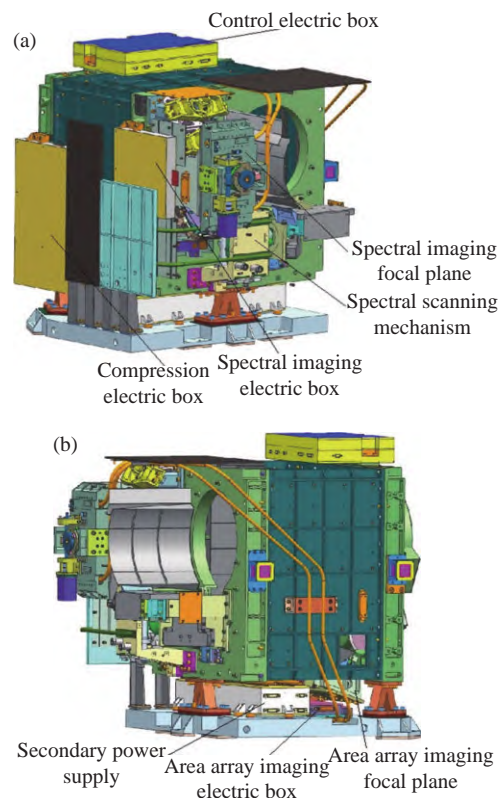 Control electric box
(a)
Spectral imaging
focal plane
Spectral scanning
mechanism
Compression
electric box
Spectral imaging
electric box
(b)
Secondary power
supply
Area array imaging
electric box
Area array imaging
focal plane